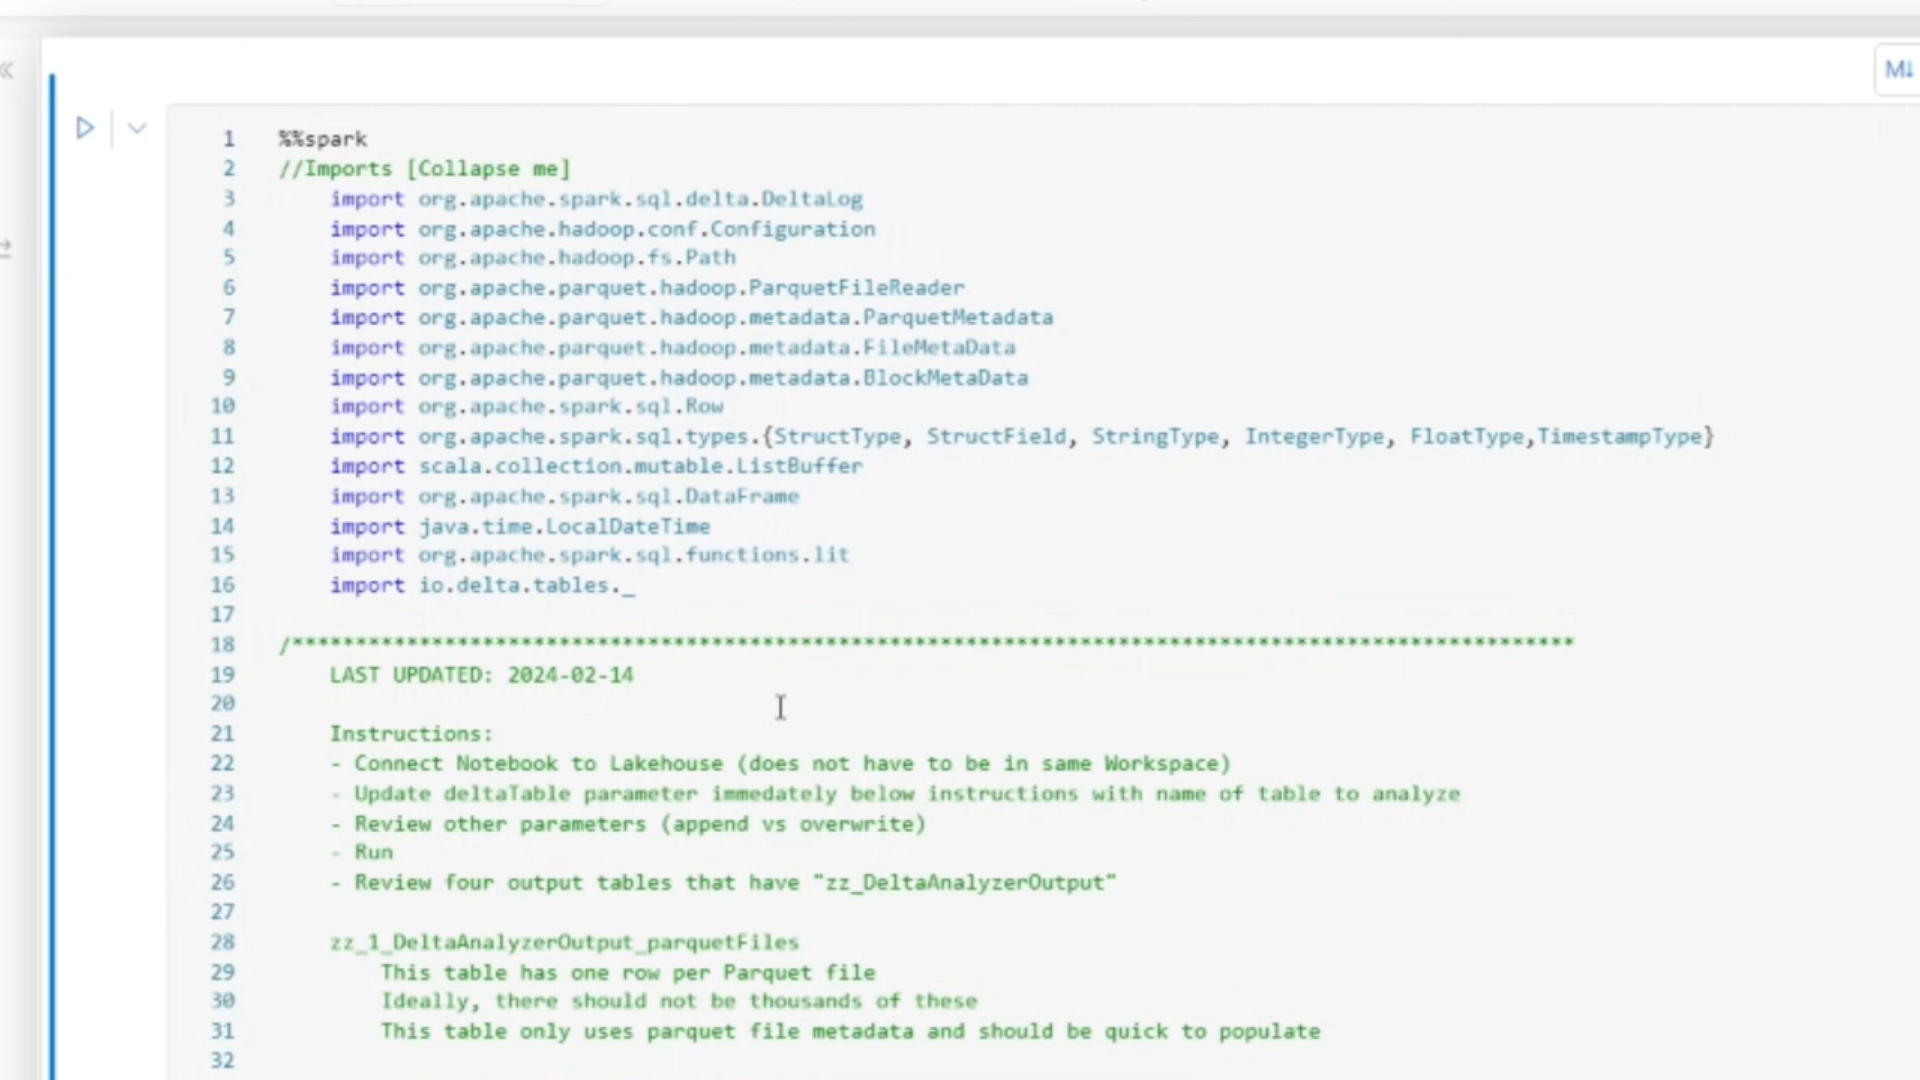 M↓
1 %%spark
2 //Imports [Collapse me]
3 import org.apache.spark.sql.delta.DeltaLog
4 import org.apache.hadoop.conf.Configuration
5 import org.apache.hadoop.fs.Path
6 import org.apache.parquet.hadoop.ParquetFileReader
7 import org.apache.parquet.hadoop.metadata.ParquetMetadata
8 import org.apache.parquet.hadoop.metadata.FileMetaData
9 import org.apache.parquet.hadoop.metadata.BlockMetaData
10 import org.apache.spark.sql.Row
11 import org.apache.spark.sql.types.{StructType, StructField, StringType, IntegerType, FloatType,TimestampType}
12 import scala.collection.mutable.ListBuffer
13 import org.apache.spark.sql.DataFrame
14 import java.time.LocalDateTime
15 import org.apache.spark.sql.functions.lit
16 import io.delta.tables._
17
18 /*****************************************************************************************************
19 LAST UPDATED: 2024-02-14
20
21 Instructions:
22 - Connect Notebook to Lakehouse (does not have to be in same Workspace)
23 - Update deltaTable parameter immedately below instructions with name of table to analyze
24 - Review other parameters (append vs overwrite)
25 - Run
26 - Review four output tables that have "zz_DeltaAnalyzerOutput"
27
28 zz_1_DeltaAnalyzerOutput_parquetFiles
29 This table has one row per Parquet file
30 Ideally, there should not be thousands of these
31 This table only uses parquet file metadata and should be quick to populate
32